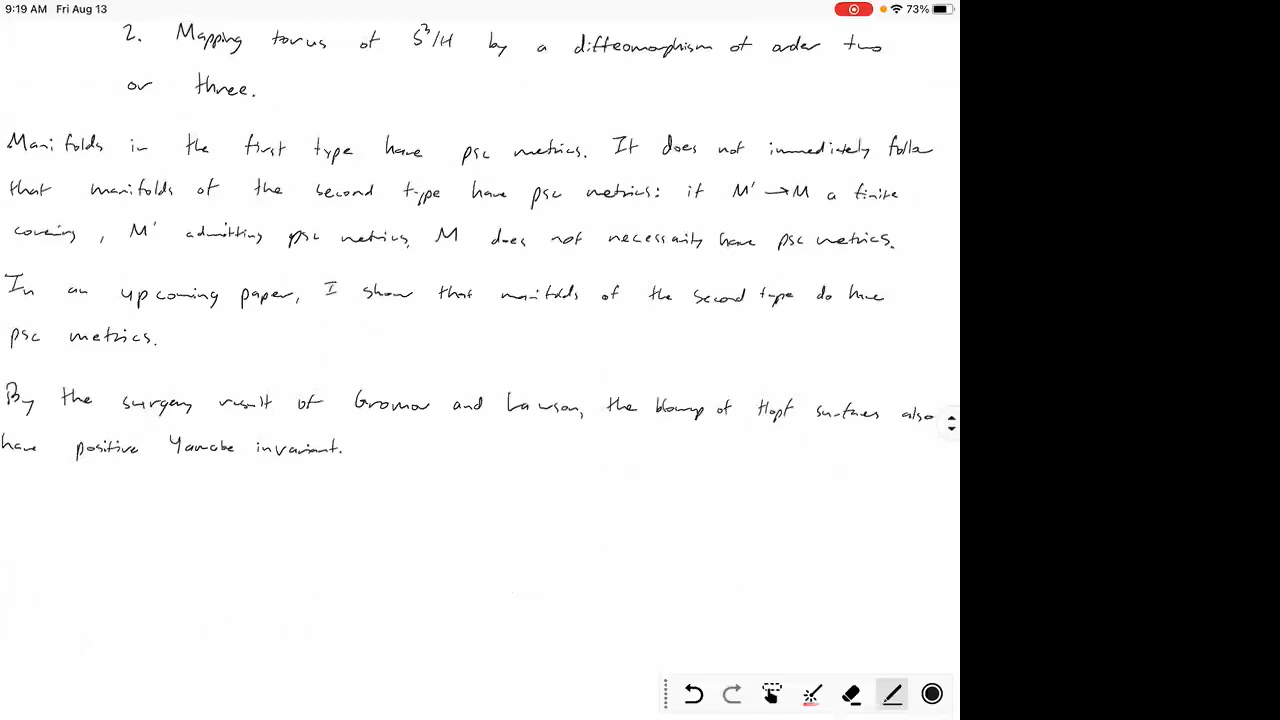 9:19 AM Fri Aug 13
73%
2. Mapping torus of S³/H by a diffeomorphism of order two
or three.
Manifolds in the first type have psc metrics. It does not immediately follow
that manifolds of the second type have psc metrics: if M' → M a finite
covering, M' admitting psc metrics, M does not necessarily have psc metrics.
In an upcoming paper, I show that manifolds of the second type do have
psc metrics.
By the surgery result of Gromov and Lawson, the blowup of Hopf surfaces also
have positive Yamabe invariant.